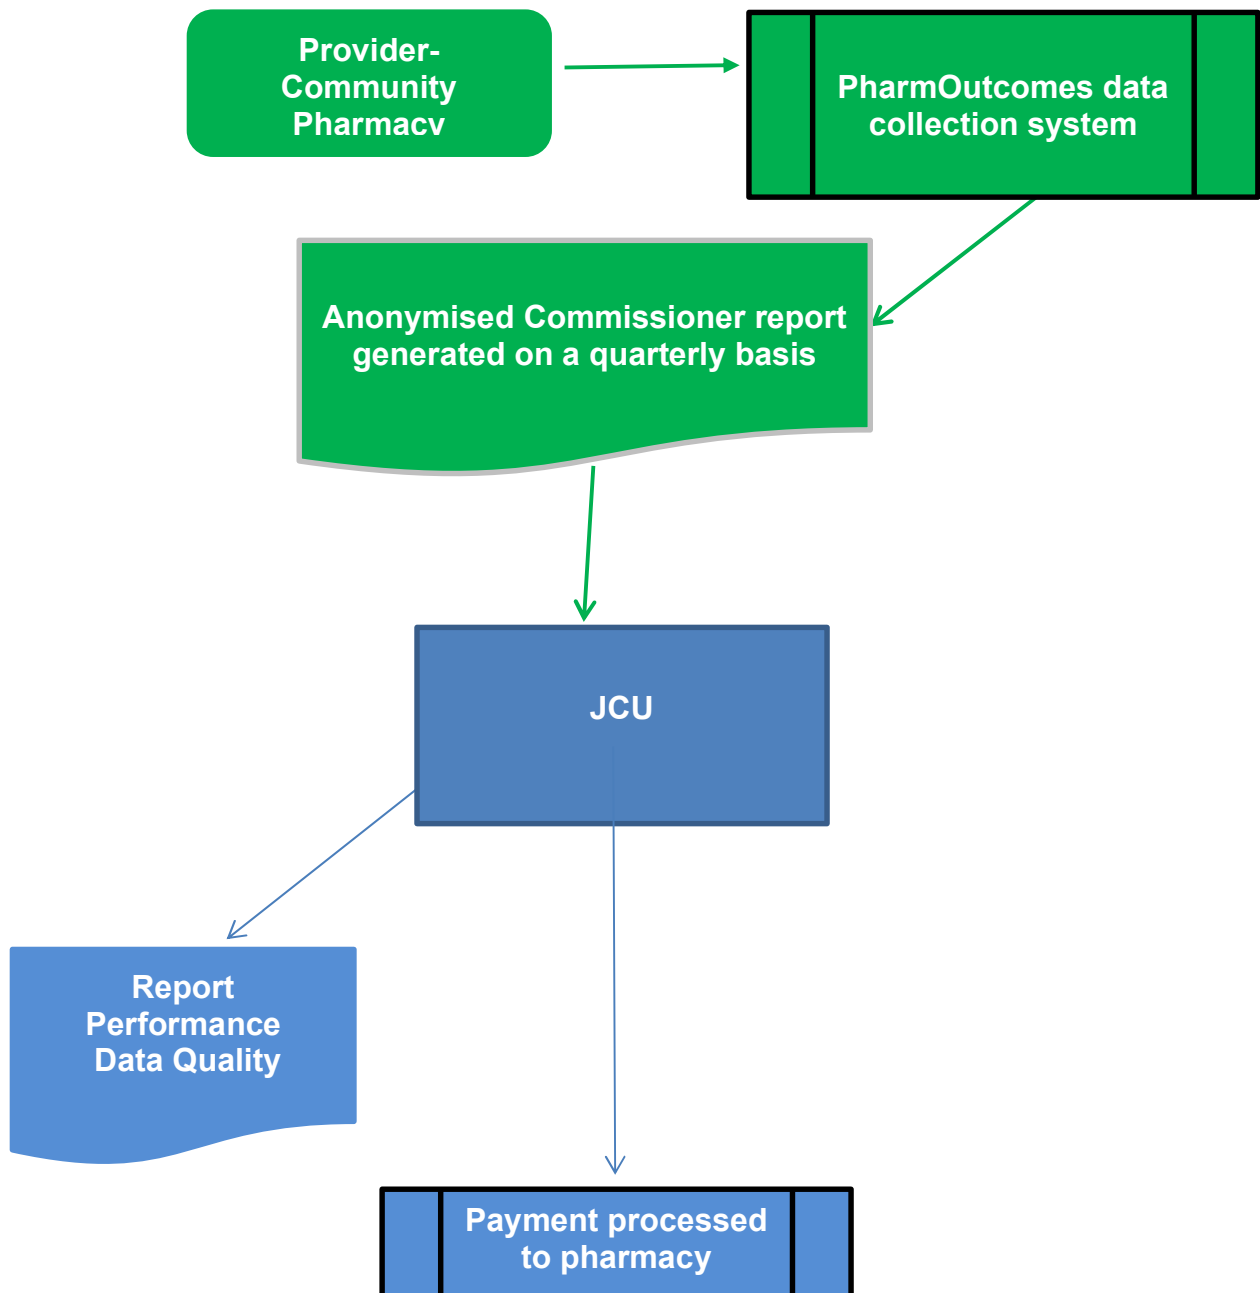 Provider-
Community
Pharmacy
PharmOutcomes data
collection system
Anonymised Commissioner report
generated on a quarterly basis
JCU
Report
Performance
Data Quality
Payment processed
to pharmacy